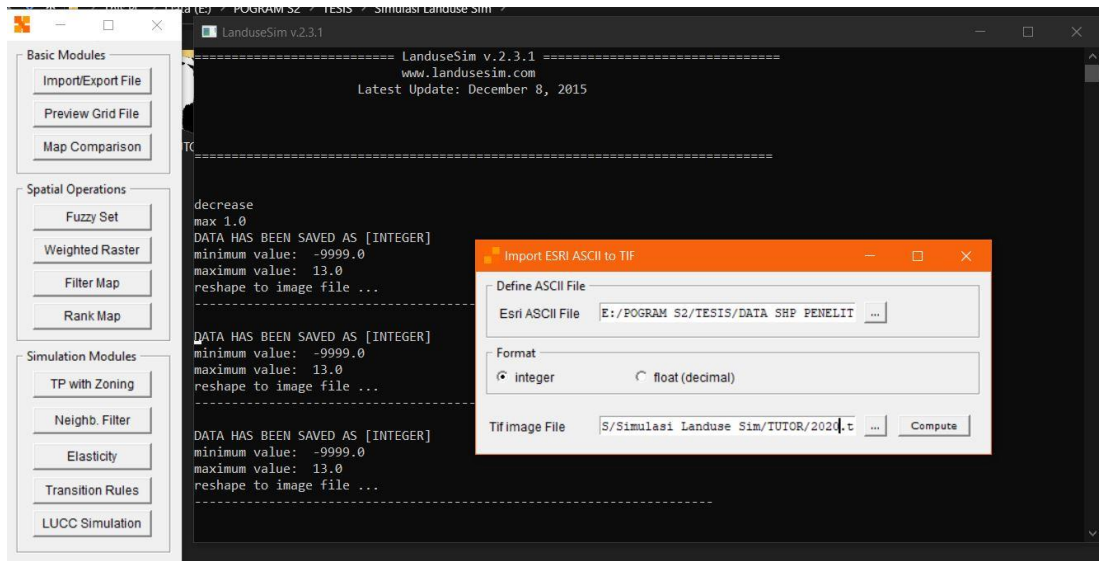 POGRAM S2 > TESIS > Simulasi Landuse Sim >
Basic Modules
Import/Export File
Preview Grid File
Map Comparison
Spatial Operations
Fuzzy Set
Weighted Raster
Filter Map
Rank Map
Simulation Modules
TP with Zoning
Neighb. Filter
Elasticity
Transition Rules
LUCC Simulation
LanduseSim v.2.3.1
=========================== LanduseSim v.2.3.1 ================================
www.landusesim.com
Latest Update: December 8, 2015
decrease
max 1.0
DATA HAS BEEN SAVED AS [INTEGER]
minimum value: -9999.0
maximum value: 13.0
reshape to image file ...
DATA HAS BEEN SAVED AS [INTEGER]
minimum value: -9999.0
maximum value: 13.0
reshape to image file ...
DATA HAS BEEN SAVED AS [INTEGER]
minimum value: -9999.0
maximum value: 13.0
reshape to image file ...
Import ESRI ASCII to TIF
Define ASCII File
Esri ASCII File E:/POGRAM S2/TESIS/DATA SHP PENELIT ...
Format
integer float (decimal)
Tif image File S/Simulasi Landuse Sim/TUTOR/2020.t ... Compute